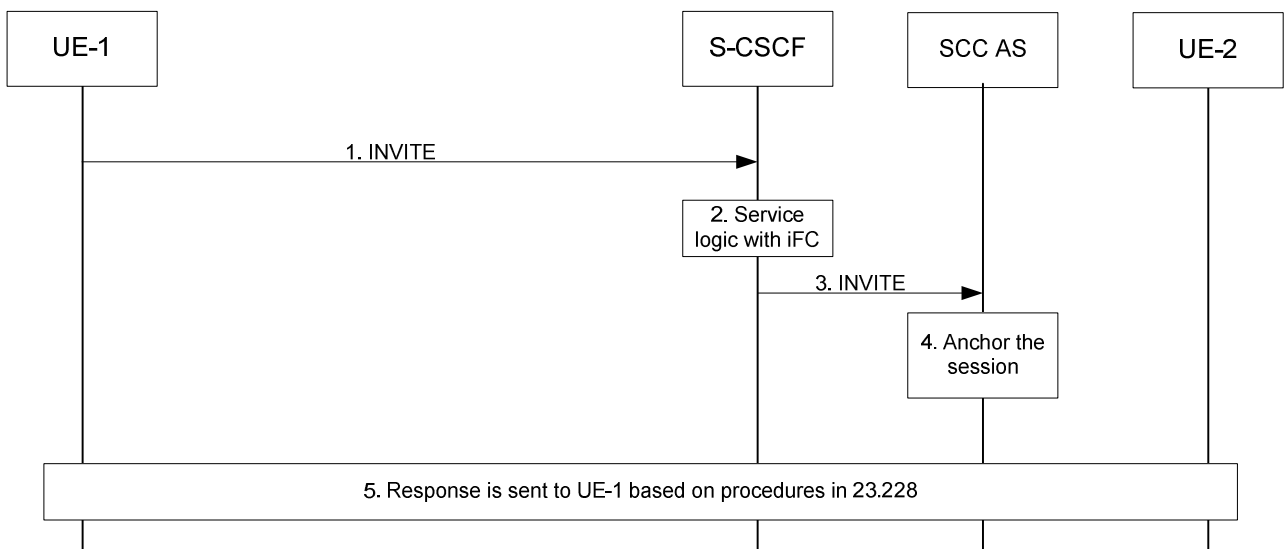 UE-1
S-CSCF
SCC AS
UE-2
1. INVITE
2. Service
logic with iFC
3. INVITE
4. Anchor the
session
5. Response is sent to UE-1 based on procedures in 23.228